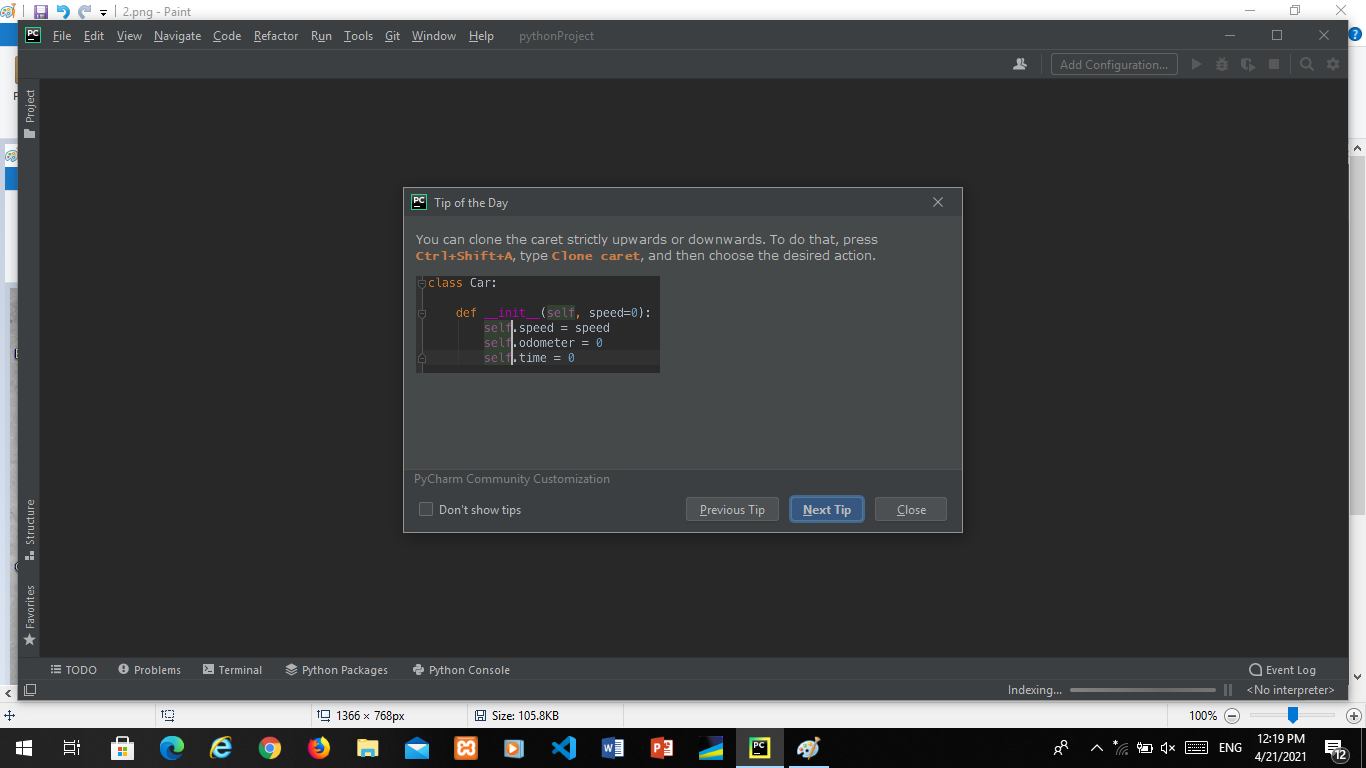 2.png - Paint
PC File Edit View Navigate Code Refactor Run Tools Git Window Help pythonProject
Add Configuration...
Project
PC Tip of the Day
You can clone the caret strictly upwards or downwards. To do that, press
Ctrl+Shift+A, type Clone caret, and then choose the desired action.
class Car:
def __init__(self, speed=0):
self.speed = speed
self.odometer = 0
self.time = 0
PyCharm Community Customization
Don't show tips Previous Tip Next Tip Close
Structure
Favorites
TODO Problems Terminal Python Packages Python Console Event Log
Indexing... <No interpreter>
1366 × 768px Size: 105.8KB 100%
ENG 12:19 PM
4/21/2021 12